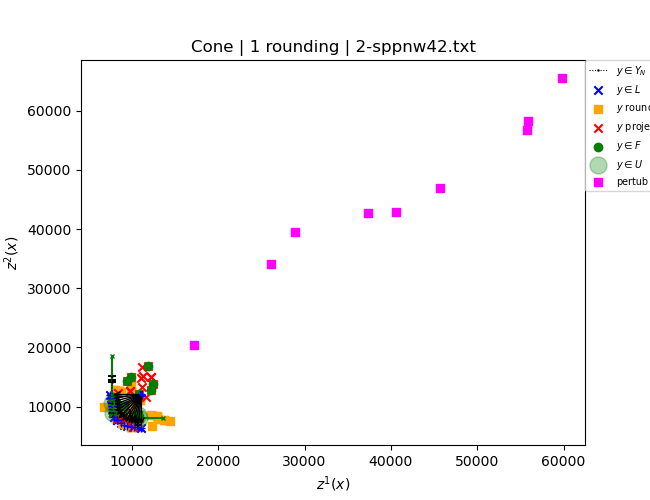 Cone | 1 rounding | 2-sppnw42.txt
60000
50000
40000
30000
20000
10000
z²(x)
10000 20000 30000 40000 50000 60000
z¹(x)
y ∈ Y_N
y ∈ L
y round
y proje
y ∈ F
y ∈ U
pertub